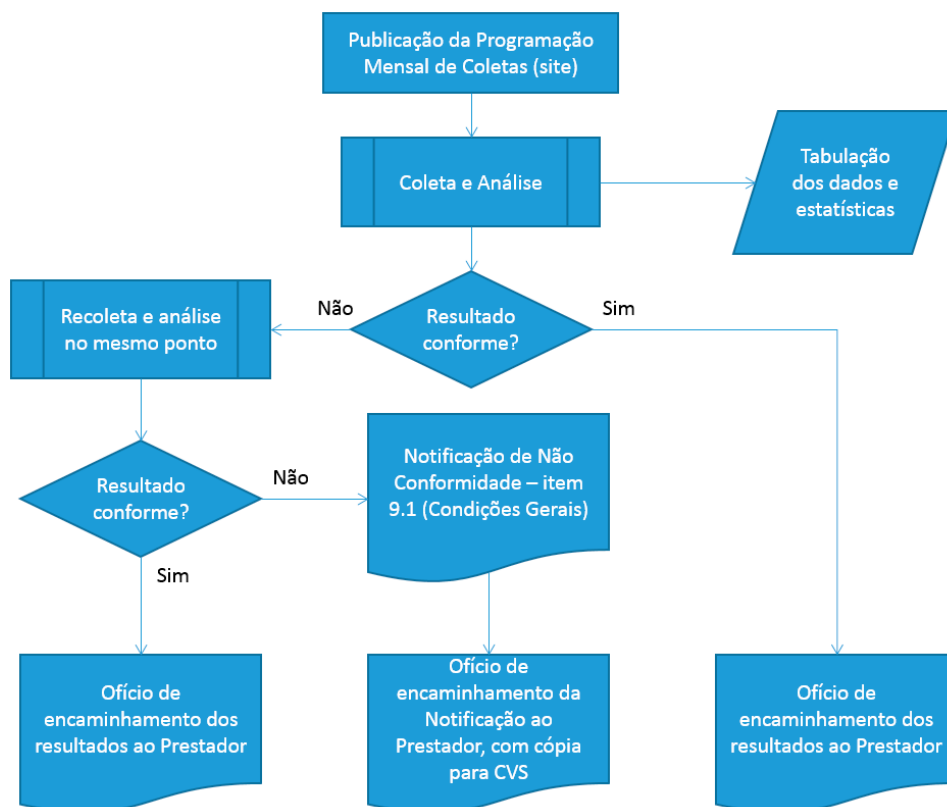 Publicação da Programação
Mensal de Coletas (site)
Coleta e Análise
Tabulação
dos dados e
estatísticas
Não
Resultado
conforme?
Sim
Recoleta e análise
no mesmo ponto
Resultado
conforme?
Não
Notificação de Não
Conformidade – item
9.1 (Condições Gerais)
Sim
Ofício de
encaminhamento dos
resultados ao Prestador
Ofício de
encaminhamento da
Notificação ao
Prestador, com cópia
para CVS
Ofício de
encaminhamento dos
resultados ao Prestador